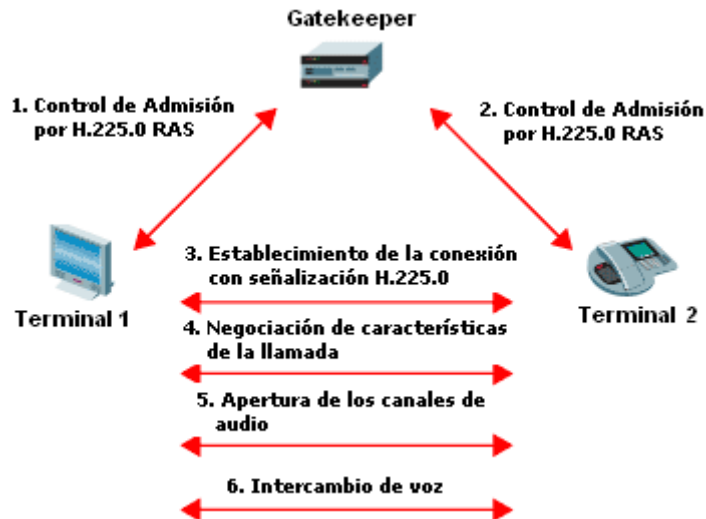 Gatekeeper
1. Control de Admisión
por H.225.0 RAS
2. Control de Admisión
por H.225.0 RAS
3. Establecimiento de la conexión
con señalización H.225.0
Terminal 1
Terminal 2
4. Negociación de características
de la llamada
5. Apertura de los canales de
audio
6. Intercambio de voz